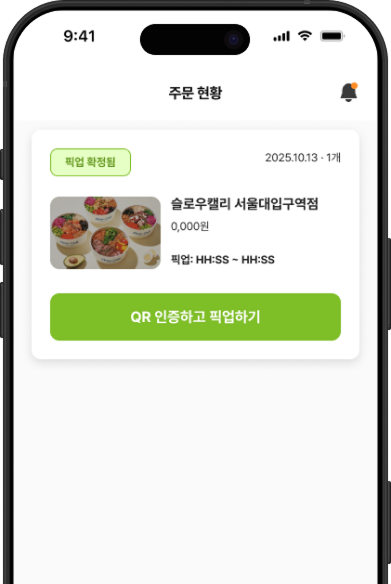 9:41
주문 현황
픽업 확정됨
2025.10.13 · 1개
슬로우캘리 서울대입구역점
0,000원
픽업: HH:SS ~ HH:SS
QR 인증하고 픽업하기